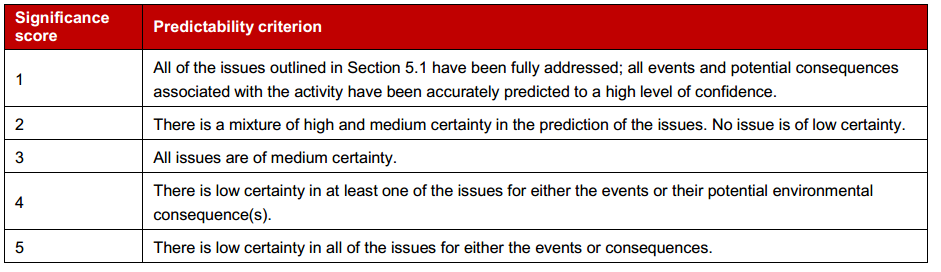 Significance
score
Predictability criterion
1
All of the issues outlined in Section 5.1 have been fully addressed; all events and potential consequences
associated with the activity have been accurately predicted to a high level of confidence.
2
There is a mixture of high and medium certainty in the prediction of the issues. No issue is of low certainty.
3
All issues are of medium certainty.
4
There is low certainty in at least one of the issues for either the events or their potential environmental
consequence(s).
5
There is low certainty in all of the issues for either the events or consequences.